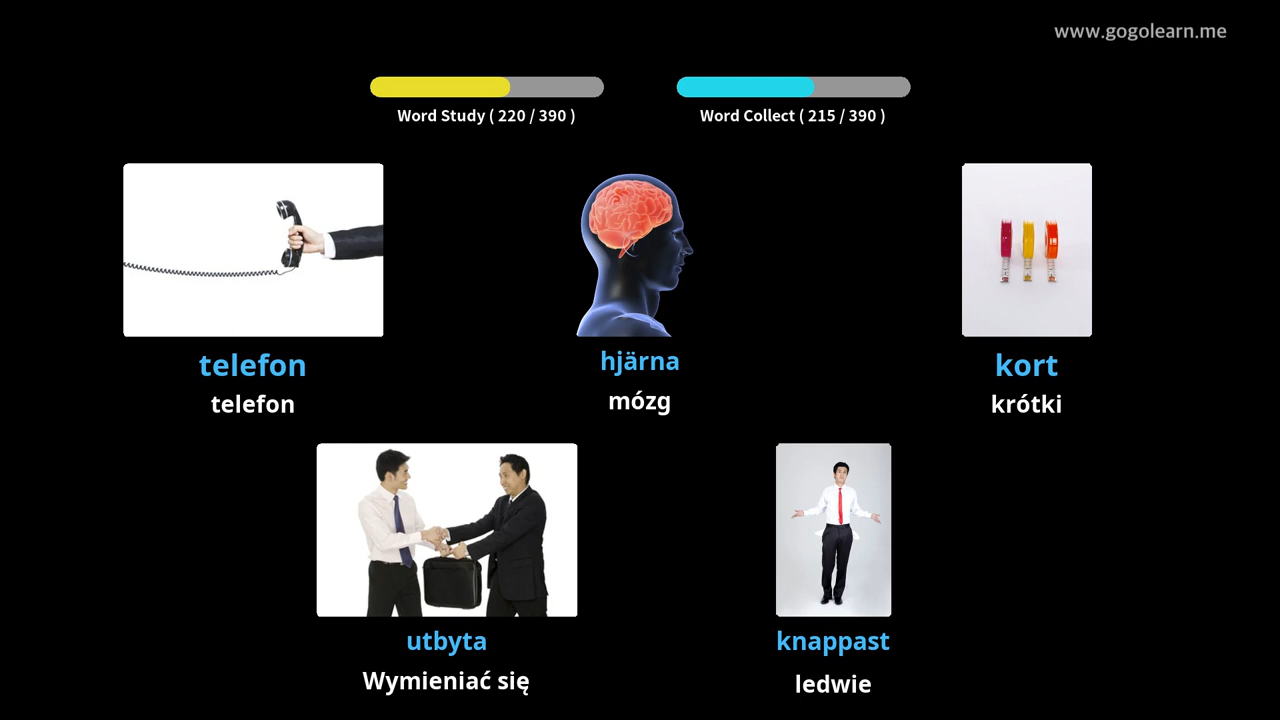 www.gogolearn.me
Word Study ( 220 / 390 )
Word Collect ( 215 / 390 )
telefon
telefon
hjärna
mózg
kort
krótki
utbyta
Wymieniać się
knappast
ledwie